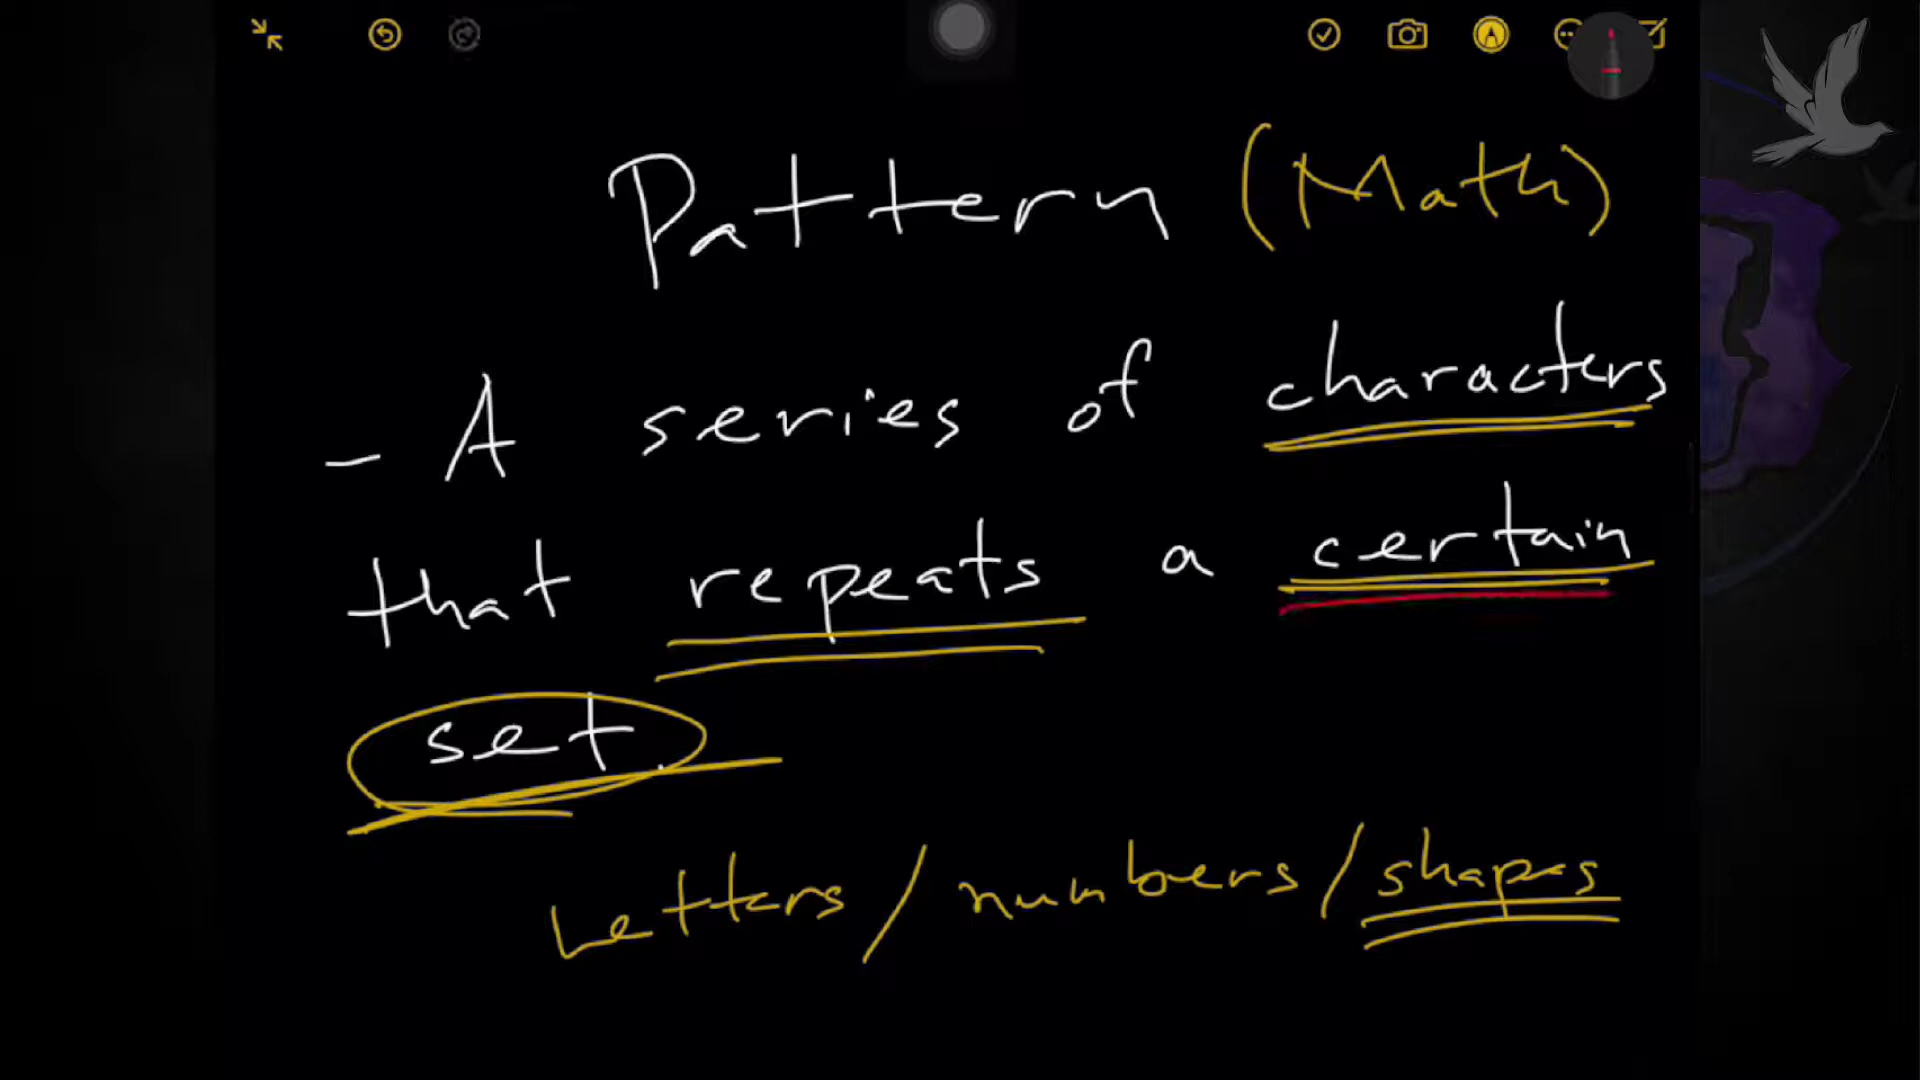 Pattern (Math)
- A series of characters
that repeats a certain
set.
Letters/numbers/shapes